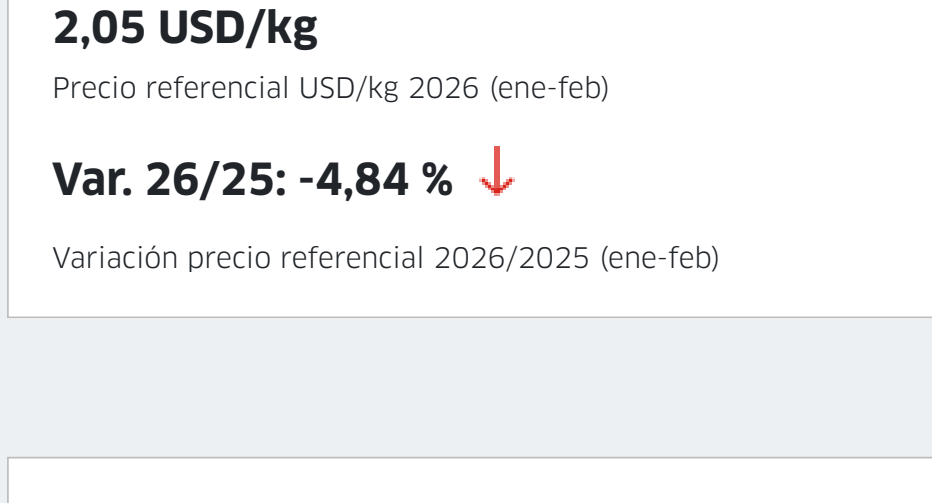 2,05 USD/kg
Precio referencial USD/kg 2026 (ene-feb)
Var. 26/25: -4,84 %
Variación precio referencial 2026/2025 (ene-feb)